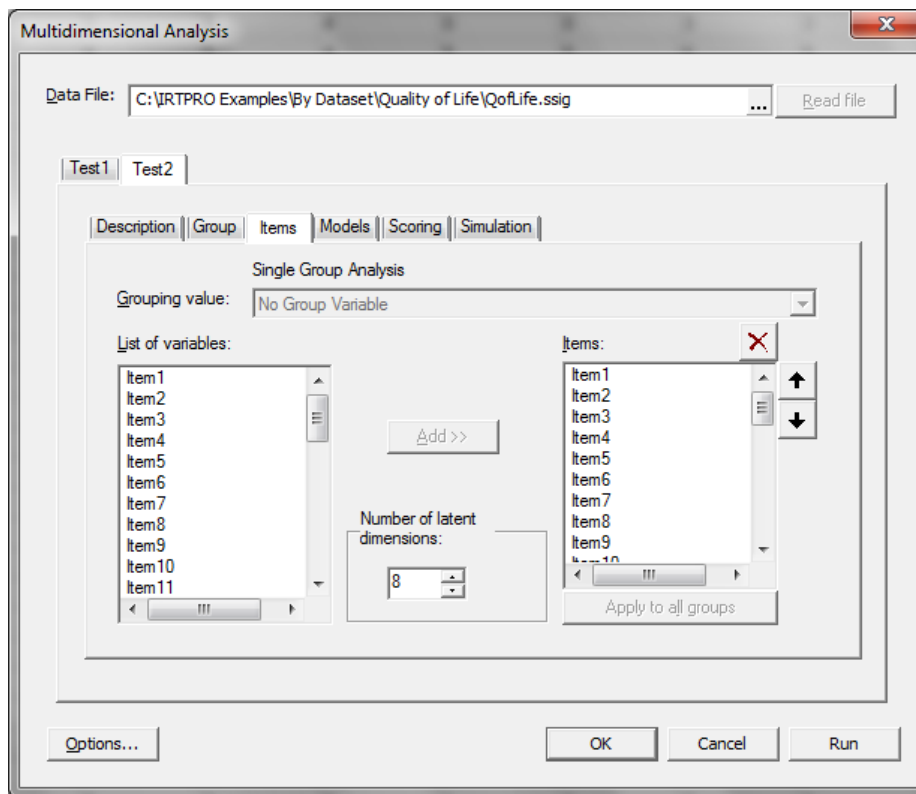 Multidimensional Analysis
Data File: C:\IRTPRO Examples\By Dataset\Quality of Life\QofLife.ssig ... Read file
Test1 Test2
Description Group Items Models Scoring Simulation
Single Group Analysis
Grouping value: No Group Variable
List of variables:
Item1
Item2
Item3
Item4
Item5
Item6
Item7
Item8
Item9
Item10
Item11
Add >>
Number of latent
dimensions:
8
Items:
Item1
Item2
Item3
Item4
Item5
Item6
Item7
Item8
Item9
Item10
Apply to all groups
Options... OK Cancel Run